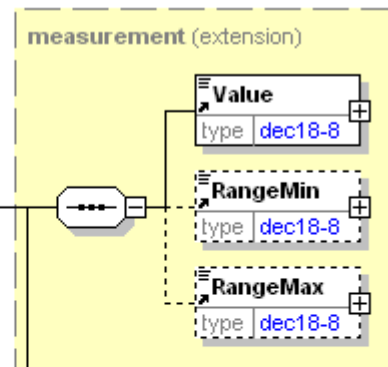 measurement (extension)
Value
type dec18-8
RangeMin
type dec18-8
RangeMax
type dec18-8